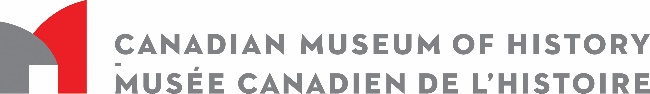 CANADIAN MUSEUM OF HISTORY
-
MUSÉE CANADIEN DE L'HISTOIRE